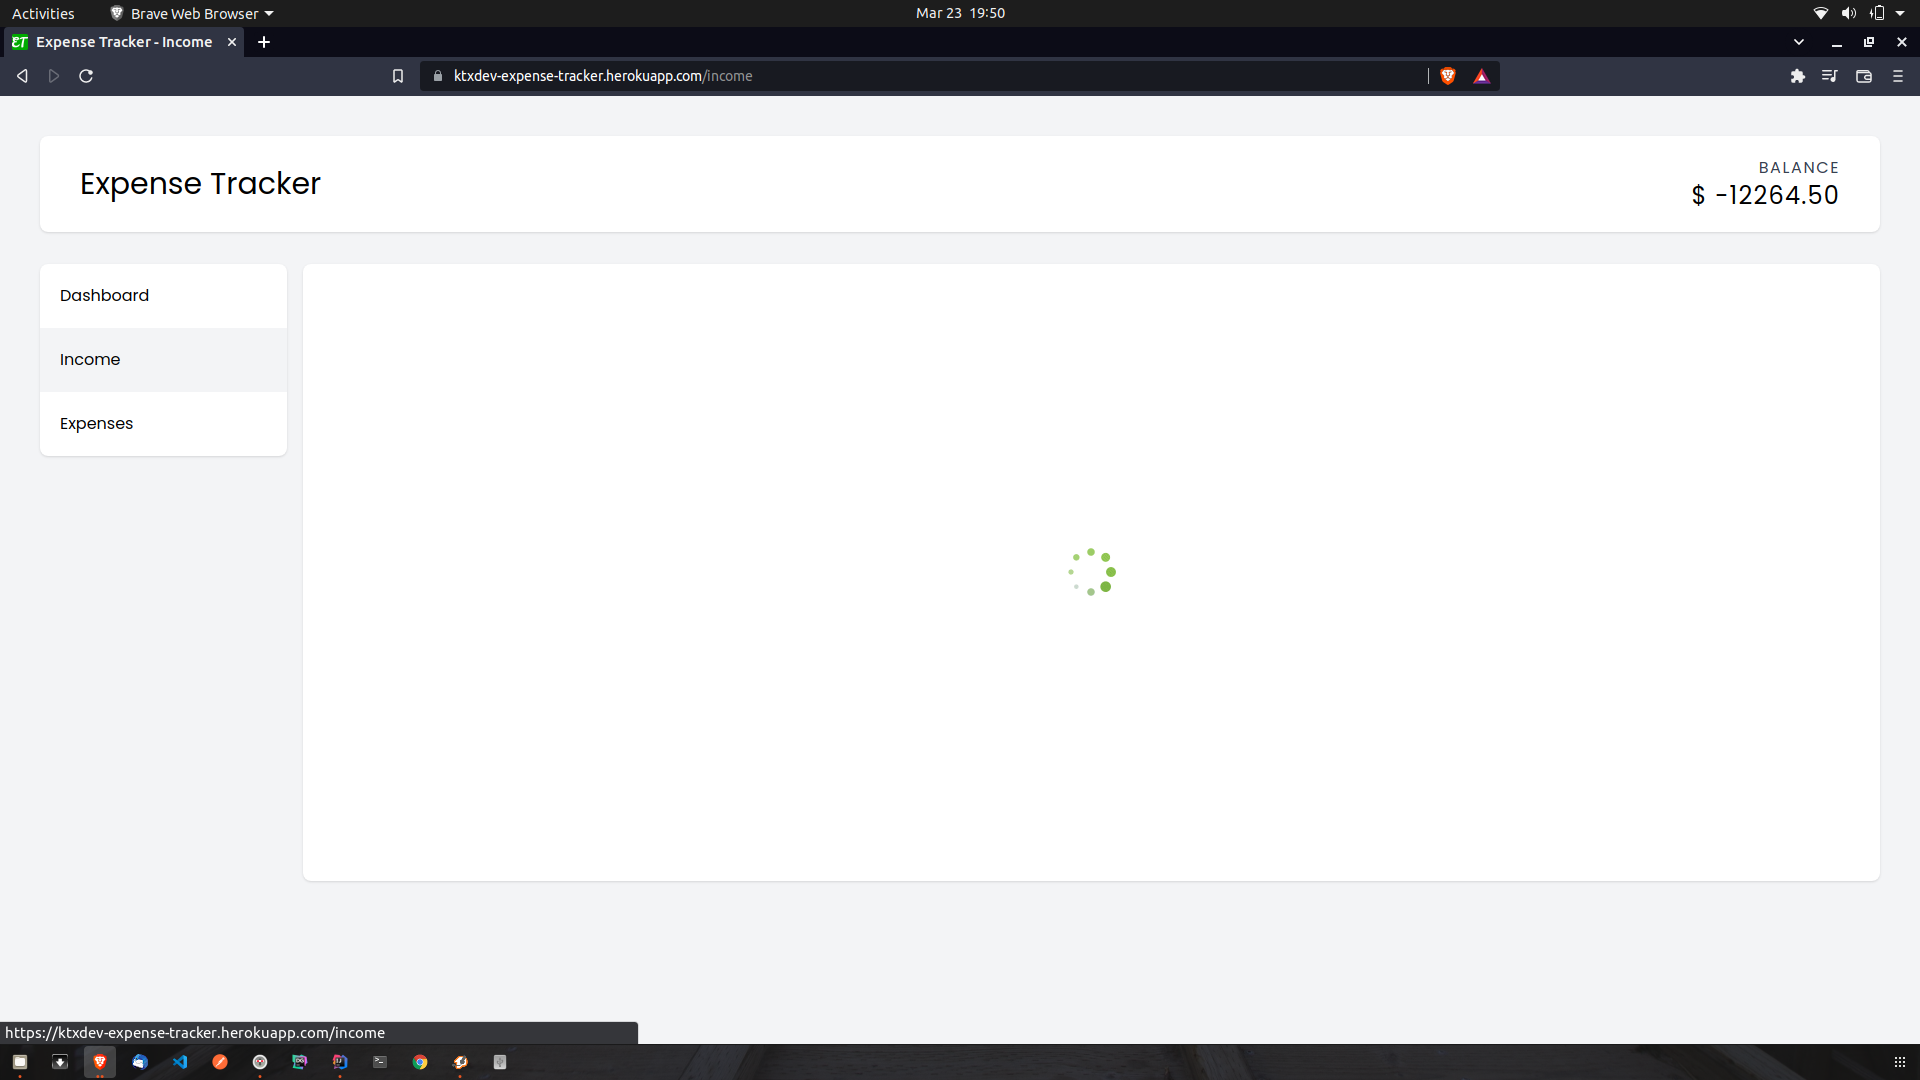 Activities
Brave Web Browser
Mar 23 19:50
ET
Expense Tracker - Income
ktxdev-expense-tracker.herokuapp.com/income
Expense Tracker
BALANCE
$ -12264.50
Dashboard
Income
Expenses
https://ktxdev-expense-tracker.herokuapp.com/income